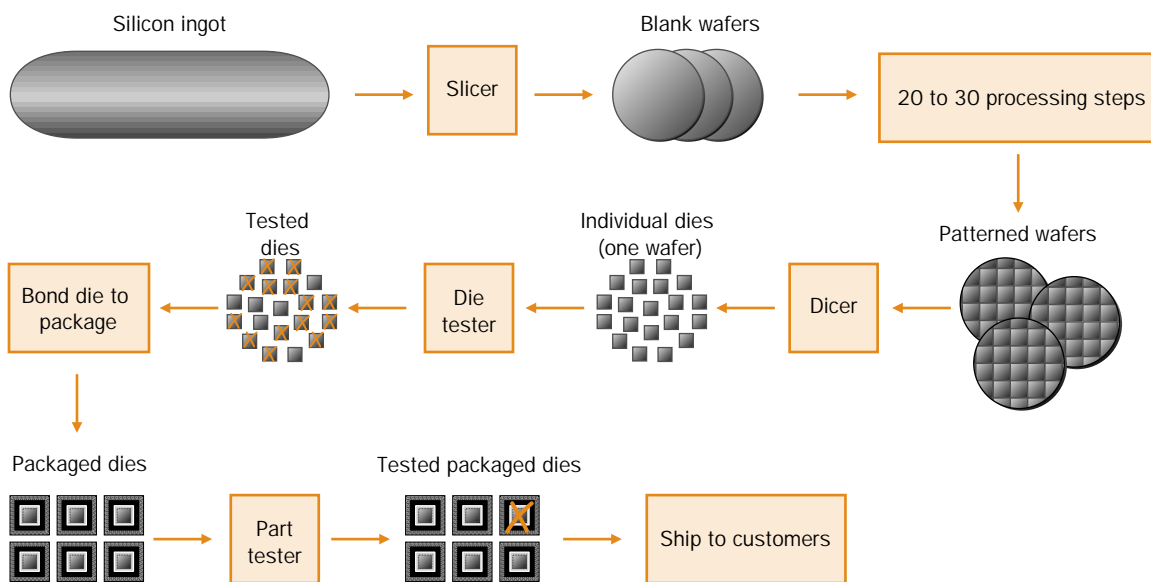 Silicon ingot
Blank wafers
Slicer
20 to 30 processing steps
Tested
dies
Individual dies
(one wafer)
Patterned wafers
Bond die to
package
Die
tester
Dicer
Packaged dies
Tested packaged dies
Part
tester
Ship to customers